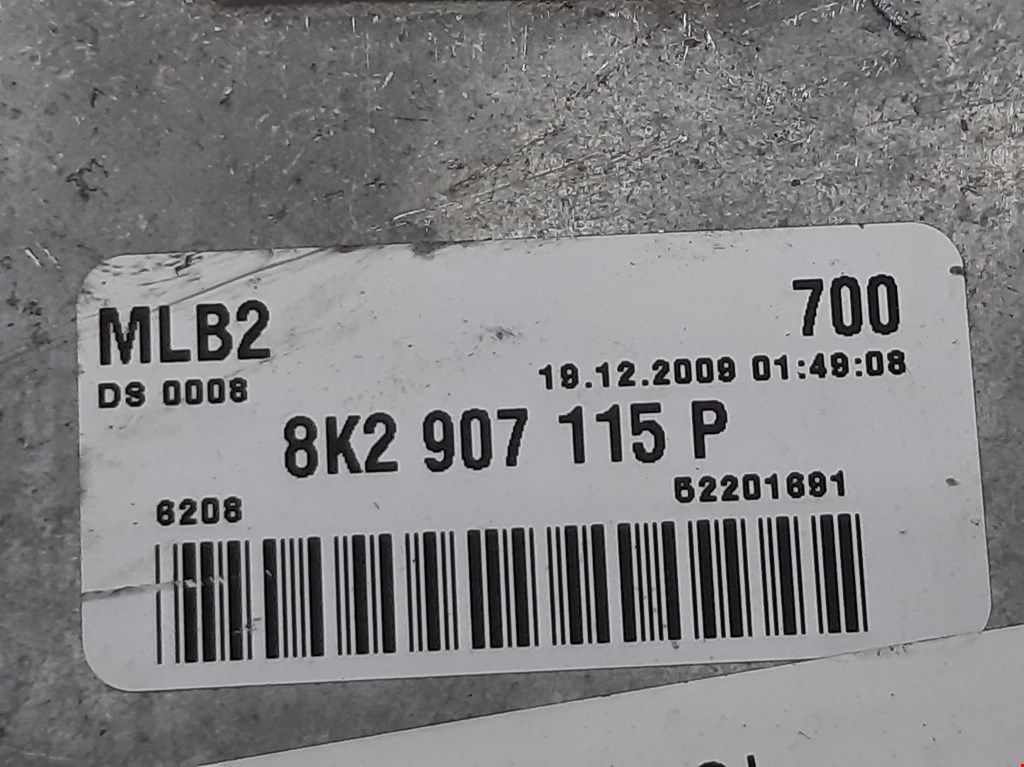 MLB2 700
DS 0008 19.12.2009 01:49:08
8K2 907 115 P
6208 52201691